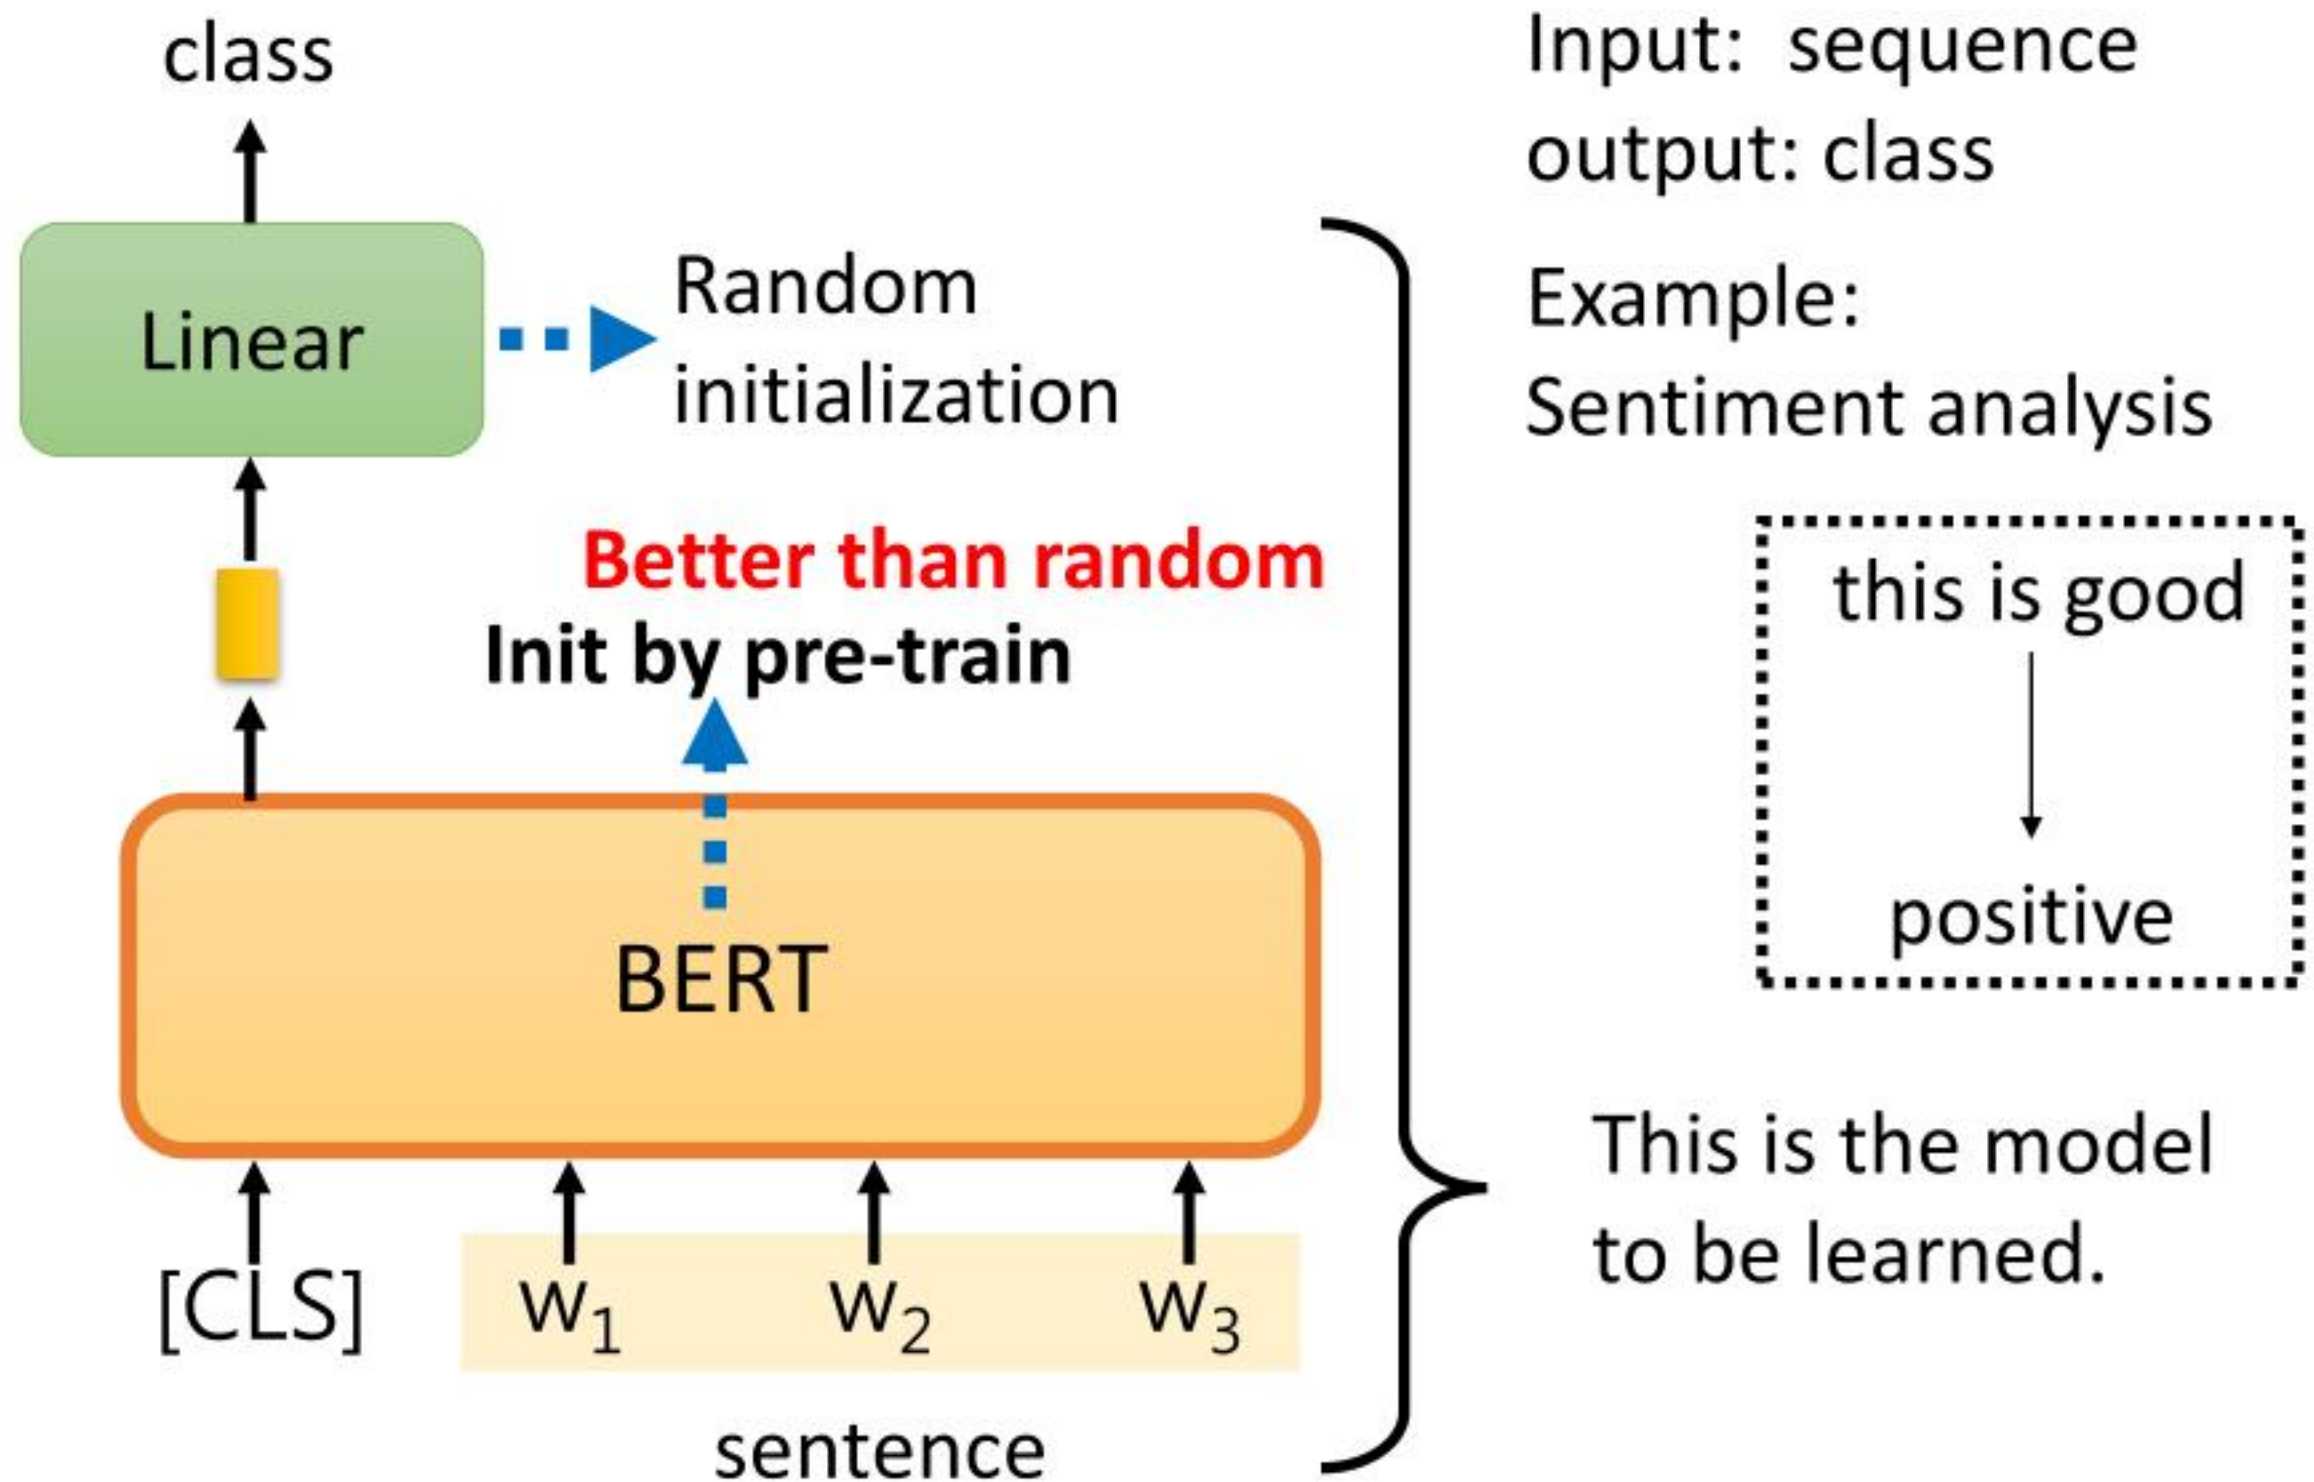 class
Input: sequence
output: class
Linear
Random
initialization
Example:
Sentiment analysis
Better than random
Init by pre-train
this is good
positive
BERT
This is the model
to be learned.
[CLS] w₁ w₂ w₃
sentence